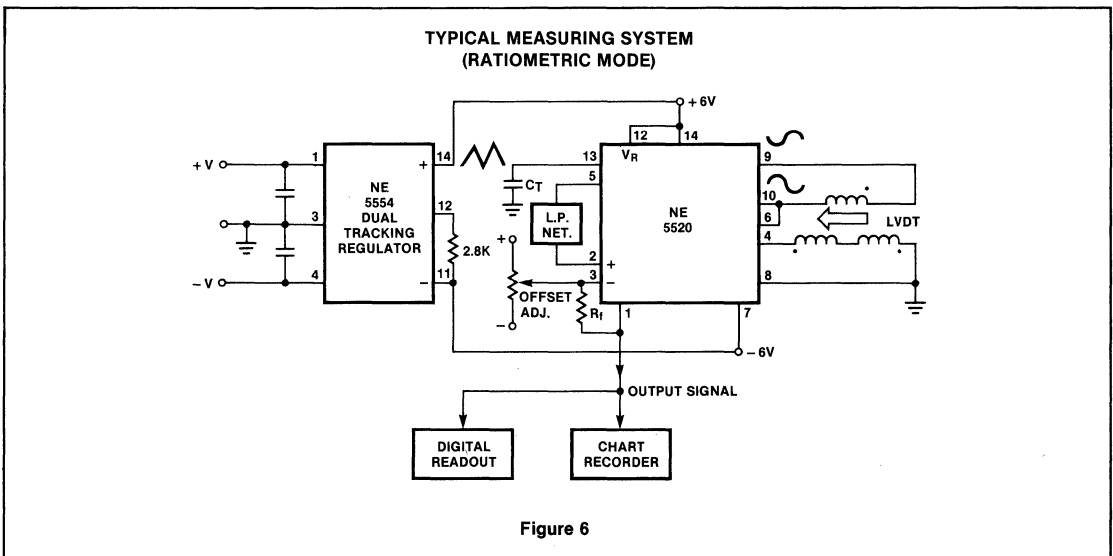 TYPICAL MEASURING SYSTEM
(RATIOMETRIC MODE)
+ 6V
12
14
VR
+ V
1
+
14
13
9
CT
5
NE
5554
DUAL
TRACKING
REGULATOR
12
L.P.
NET.
NE
5520
10
6
LVDT
3
2.8K
4
+
2
+
- V
4
-
11
3
-
8
OFFSET
ADJ.
Rf
-
1
7
- 6V
OUTPUT SIGNAL
DIGITAL
READOUT
CHART
RECORDER
Figure 6